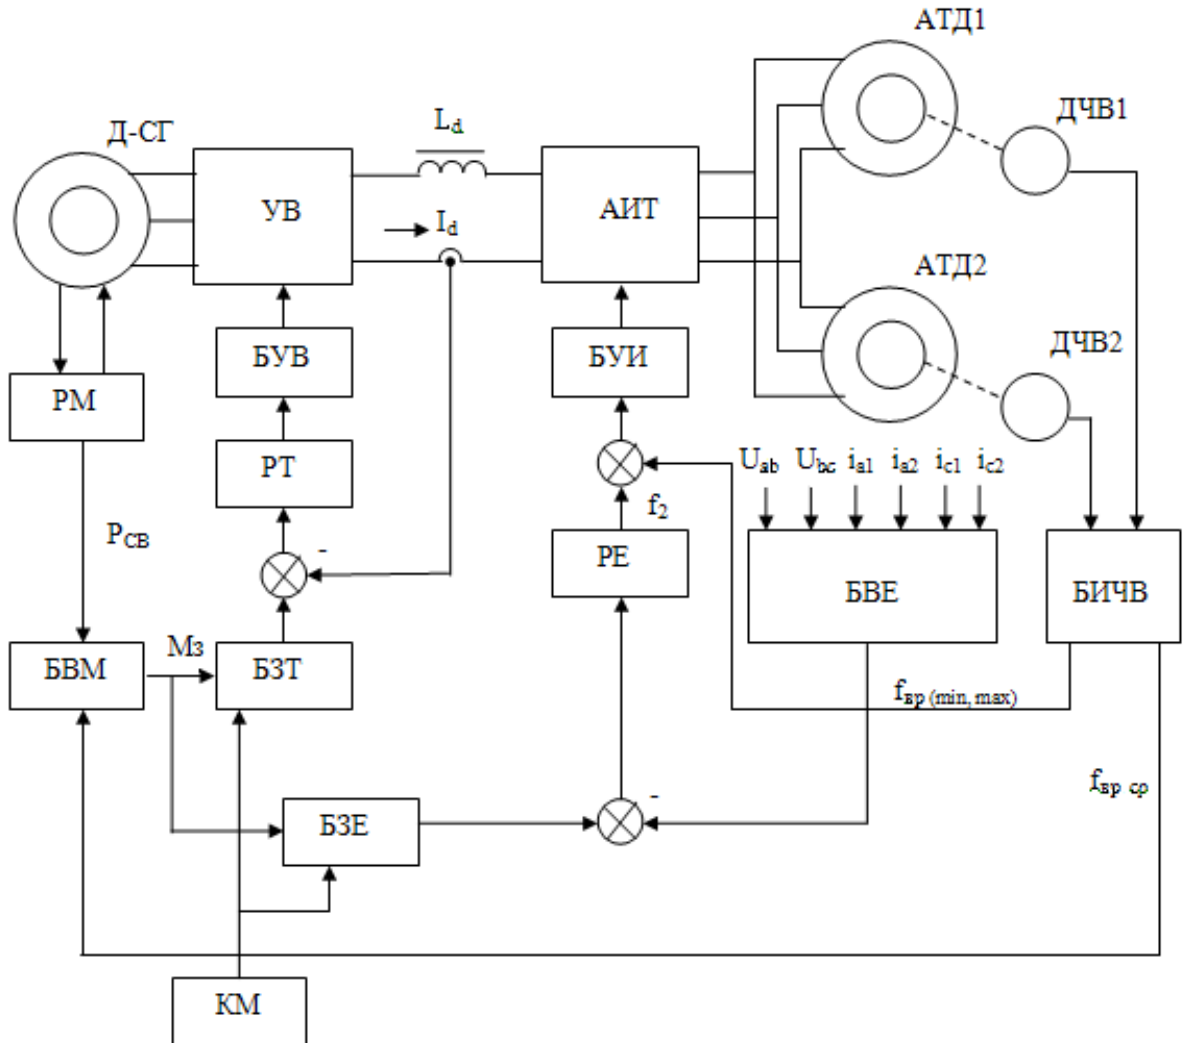 АТД1
ДЧВ1
Д-СГ
Ld
УВ
АИТ
Id
АТД2
ДЧВ2
БУВ
БУИ
РМ
РТ
Uab Ubc ia1 ia2 ic1 ic2
f2
РСВ
-
РЕ
БВЕ
БИЧВ
БВМ
Мз
БЗТ
fвр (min, max)
fвр ср
-
БЗЕ
КМ